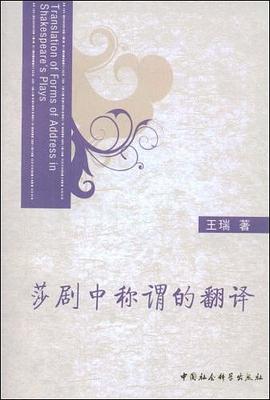 Translation of Forms of Address in
Shakespeare's Plays
王瑞 著
莎剧中称谓的翻译
中国社会科学出版社